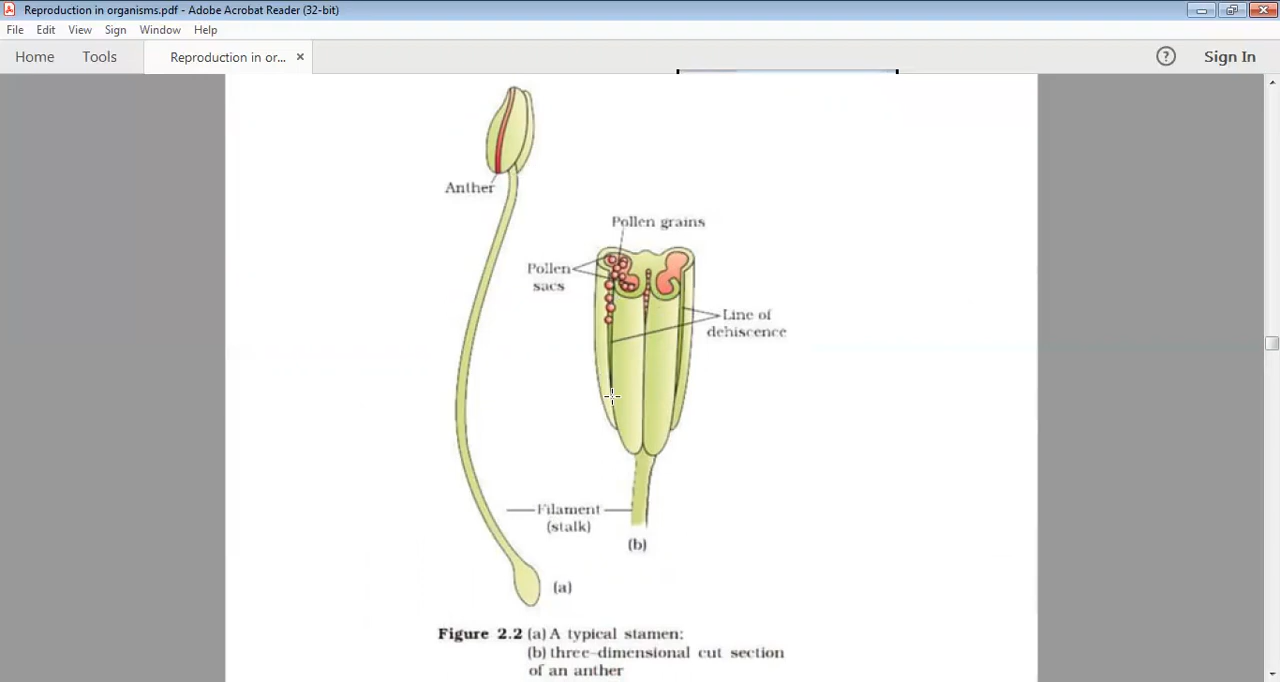 Reproduction in organisms.pdf - Adobe Acrobat Reader (32-bit)
File Edit View Sign Window Help
Home Tools Reproduction in or... × ? Sign In
Anther
Pollen grains
Pollen
sacs
Line of
dehiscence
Filament
(stalk)
(b)
(a)
Figure 2.2 (a) A typical stamen;
(b) three-dimensional cut section
of an anther